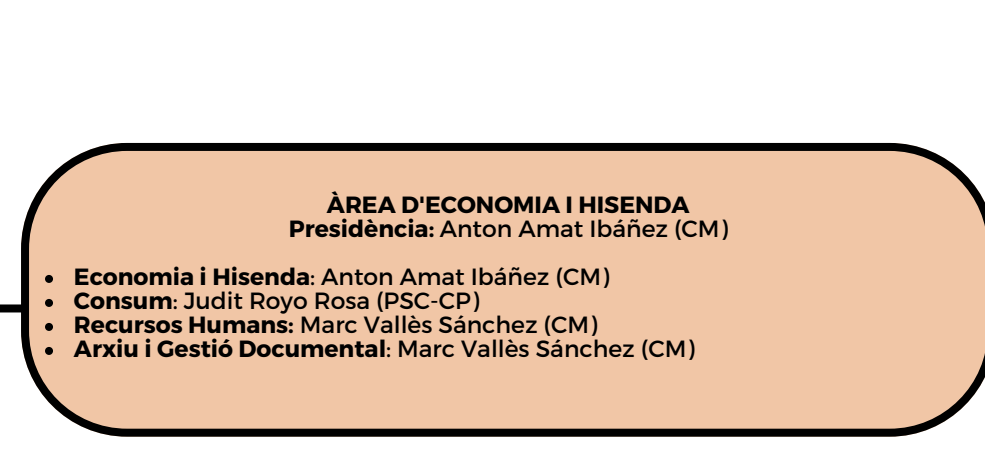 ÀREA D'ECONOMIA I HISENDA
Presidència: Anton Amat Ibáñez (CM)
• Economia i Hisenda: Anton Amat Ibáñez (CM)
• Consum: Judit Royo Rosa (PSC-CP)
• Recursos Humans: Marc Vallès Sánchez (CM)
• Arxiu i Gestió Documental: Marc Vallès Sánchez (CM)